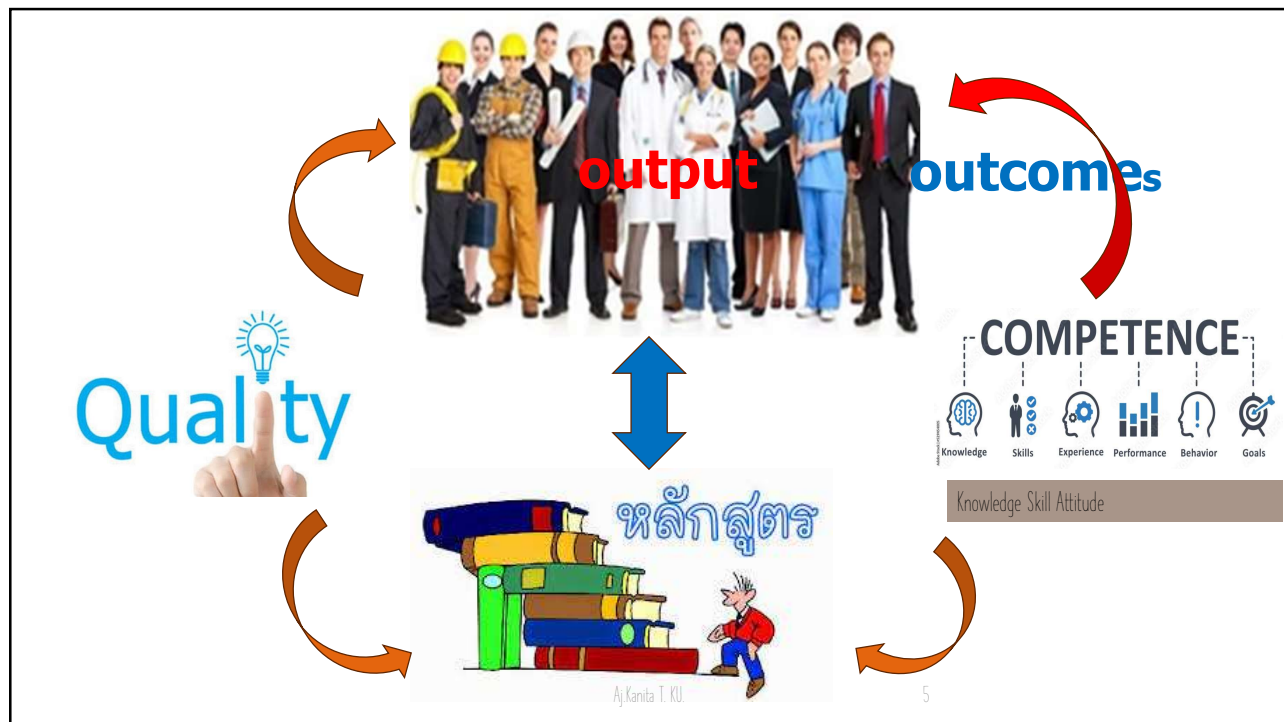 output
outcomes
Quality
COMPETENCE
Knowledge Skills Experience Performance Behavior Goals
Knowledge Skill Attitude
หลักสูตร
Aj.Kanita T. KU. 5